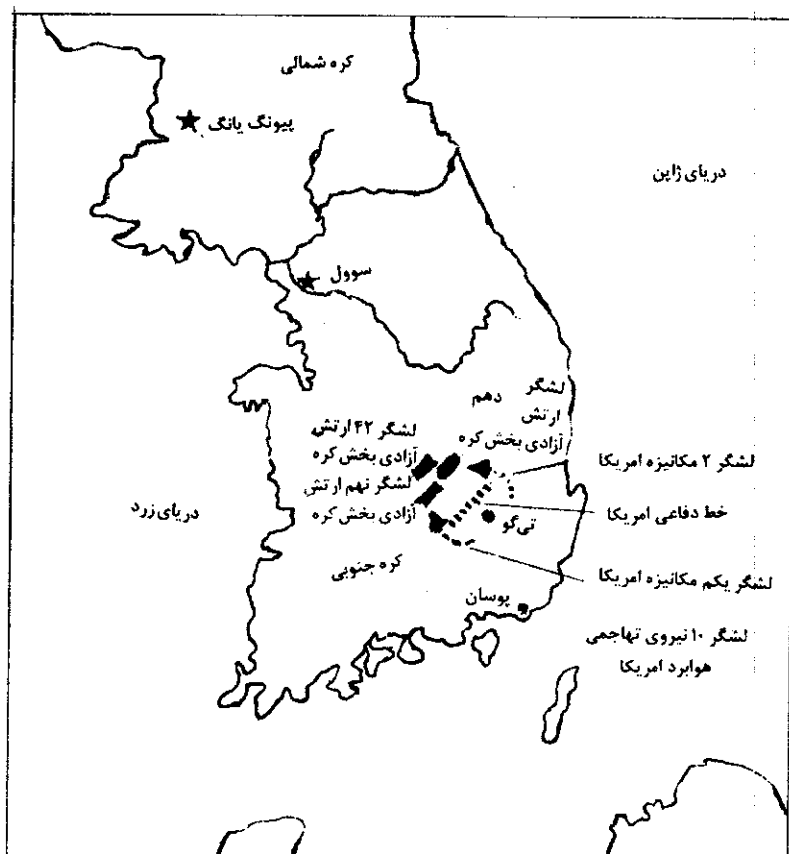 کره شمالی
پیونگ یانگ
دریای ژاپن
سوول
لشگر دهم
ارتش
آزادی بخش کره
لشگر ۴۲ ارتش
آزادی بخش کره
لشگر نهم ارتش
آزادی بخش کره
لشگر ۲ مکانیزه امریکا
خط دفاعی امریکا
تی‌گو
دریای زرد
کره جنوبی
لشگر یکم مکانیزه امریکا
پوسان
لشگر ۱۰ نیروی تهاجمی
هوابرد امریکا